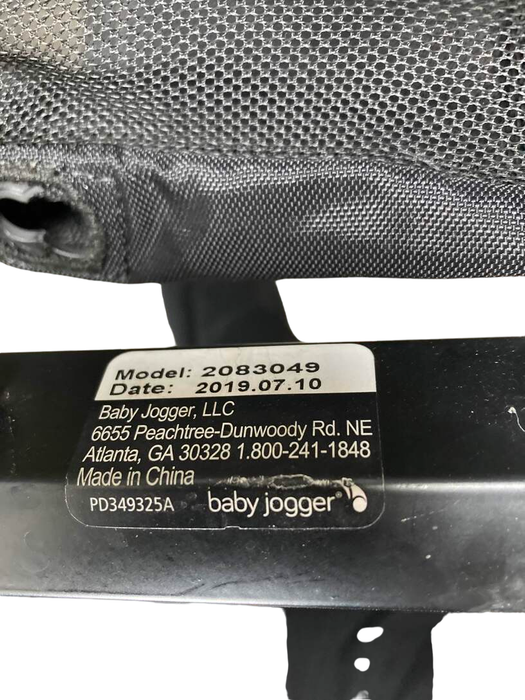 Model: 2083049
Date: 2019.07.10
Baby Jogger, LLC
6655 Peachtree-Dunwoody Rd. NE
Atlanta, GA 30328 1.800-241-1848
Made in China
PD349325A baby jogger